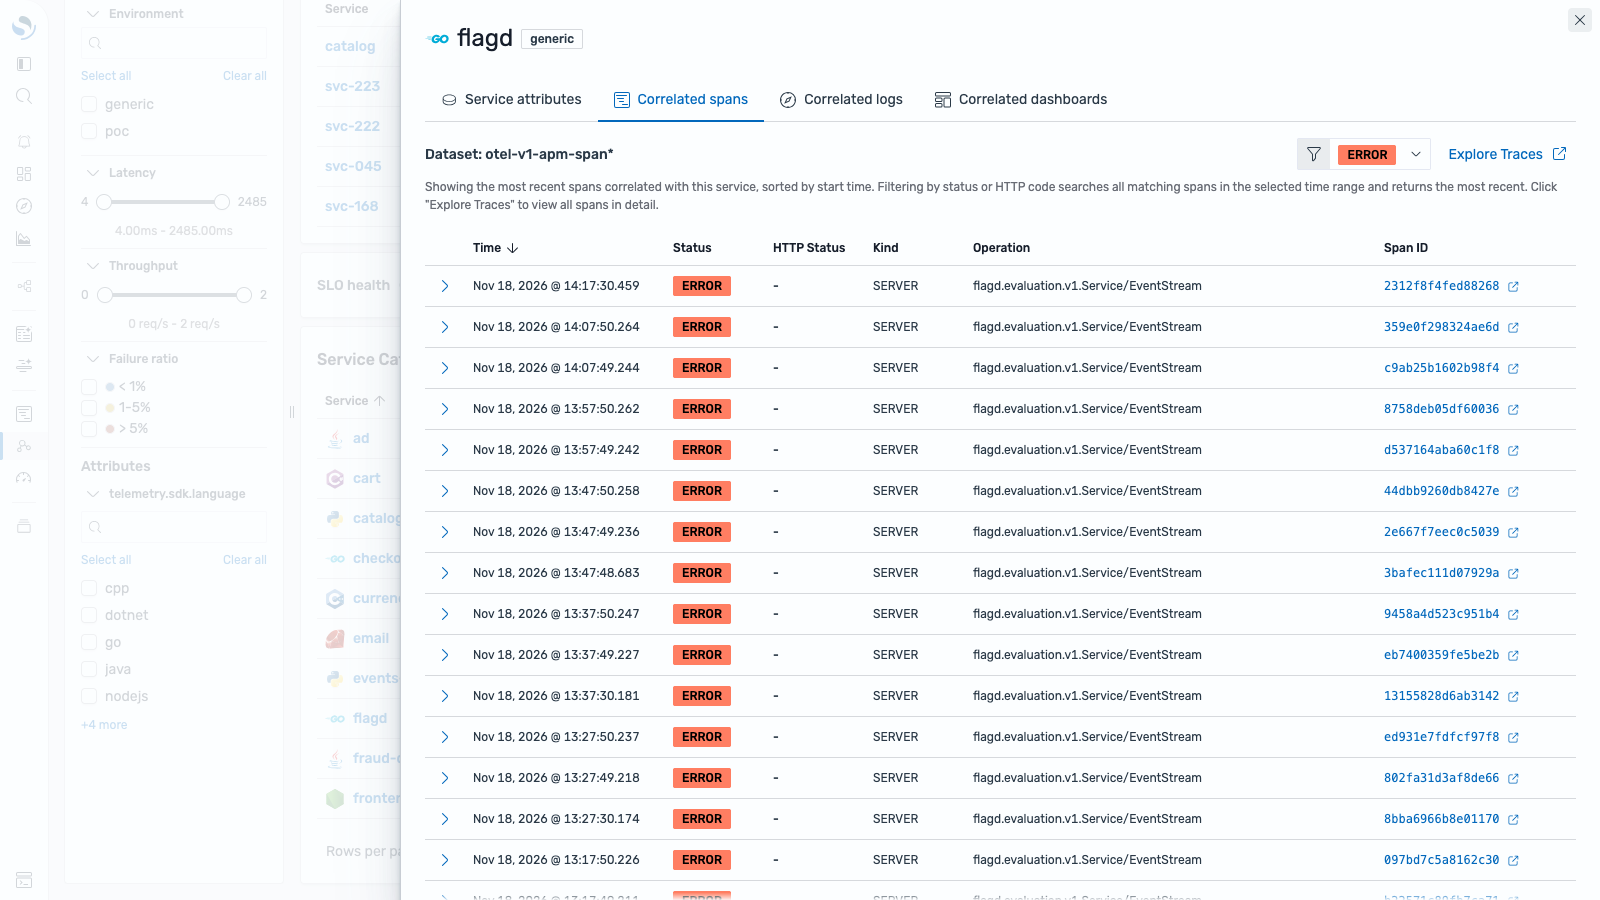 Environment
Select all Clear all
generic
poc
Latency
4 2485
4.00ms - 2485.00ms
Throughput
0 2
0 req/s - 2 req/s
Failure ratio
< 1%
1-5%
> 5%
Attributes
telemetry.sdk.language
Select all Clear all
cpp
dotnet
go
java
nodejs
+4 more
Service
catalog
svc-223
svc-222
svc-045
svc-168
SLO health
Service Ca
Service
ad
cart
catalog
checko
curren
email
events
flagd
fraud-
fronte
Rows per pa
GO flagd generic
Service attributes Correlated spans Correlated logs Correlated dashboards
Dataset: otel-v1-apm-span* ERROR Explore Traces
Showing the most recent spans correlated with this service, sorted by start time. Filtering by status or HTTP code searches all matching spans in the selected time range and returns the most recent. Click
"Explore Traces" to view all spans in detail.
Time Status HTTP Status Kind Operation Span ID
Nov 18, 2026 @ 14:17:30.459 ERROR - SERVER flagd.evaluation.v1.Service/EventStream 2312f8f4fed88268
Nov 18, 2026 @ 14:07:50.264 ERROR - SERVER flagd.evaluation.v1.Service/EventStream 359e0f298324ae6d
Nov 18, 2026 @ 14:07:49.244 ERROR - SERVER flagd.evaluation.v1.Service/EventStream c9ab25b1602b98f4
Nov 18, 2026 @ 13:57:50.262 ERROR - SERVER flagd.evaluation.v1.Service/EventStream 8758deb05df60036
Nov 18, 2026 @ 13:57:49.242 ERROR - SERVER flagd.evaluation.v1.Service/EventStream d537164aba60c1f8
Nov 18, 2026 @ 13:47:50.258 ERROR - SERVER flagd.evaluation.v1.Service/EventStream 44dbb9260db8427e
Nov 18, 2026 @ 13:47:49.236 ERROR - SERVER flagd.evaluation.v1.Service/EventStream 2e667f7eec0c5039
Nov 18, 2026 @ 13:47:48.683 ERROR - SERVER flagd.evaluation.v1.Service/EventStream 3bafec111d07929a
Nov 18, 2026 @ 13:37:50.247 ERROR - SERVER flagd.evaluation.v1.Service/EventStream 9458a4d523c951b4
Nov 18, 2026 @ 13:37:49.227 ERROR - SERVER flagd.evaluation.v1.Service/EventStream eb7400359fe5be2b
Nov 18, 2026 @ 13:37:30.181 ERROR - SERVER flagd.evaluation.v1.Service/EventStream 13155828d6ab3142
Nov 18, 2026 @ 13:27:50.237 ERROR - SERVER flagd.evaluation.v1.Service/EventStream ed931e7fdfcf97f8
Nov 18, 2026 @ 13:27:49.218 ERROR - SERVER flagd.evaluation.v1.Service/EventStream 802fa31d3af8de66
Nov 18, 2026 @ 13:27:30.174 ERROR - SERVER flagd.evaluation.v1.Service/EventStream 8bba6966b8e01170
Nov 18, 2026 @ 13:17:50.226 ERROR - SERVER flagd.evaluation.v1.Service/EventStream 097bd7c5a8162c30